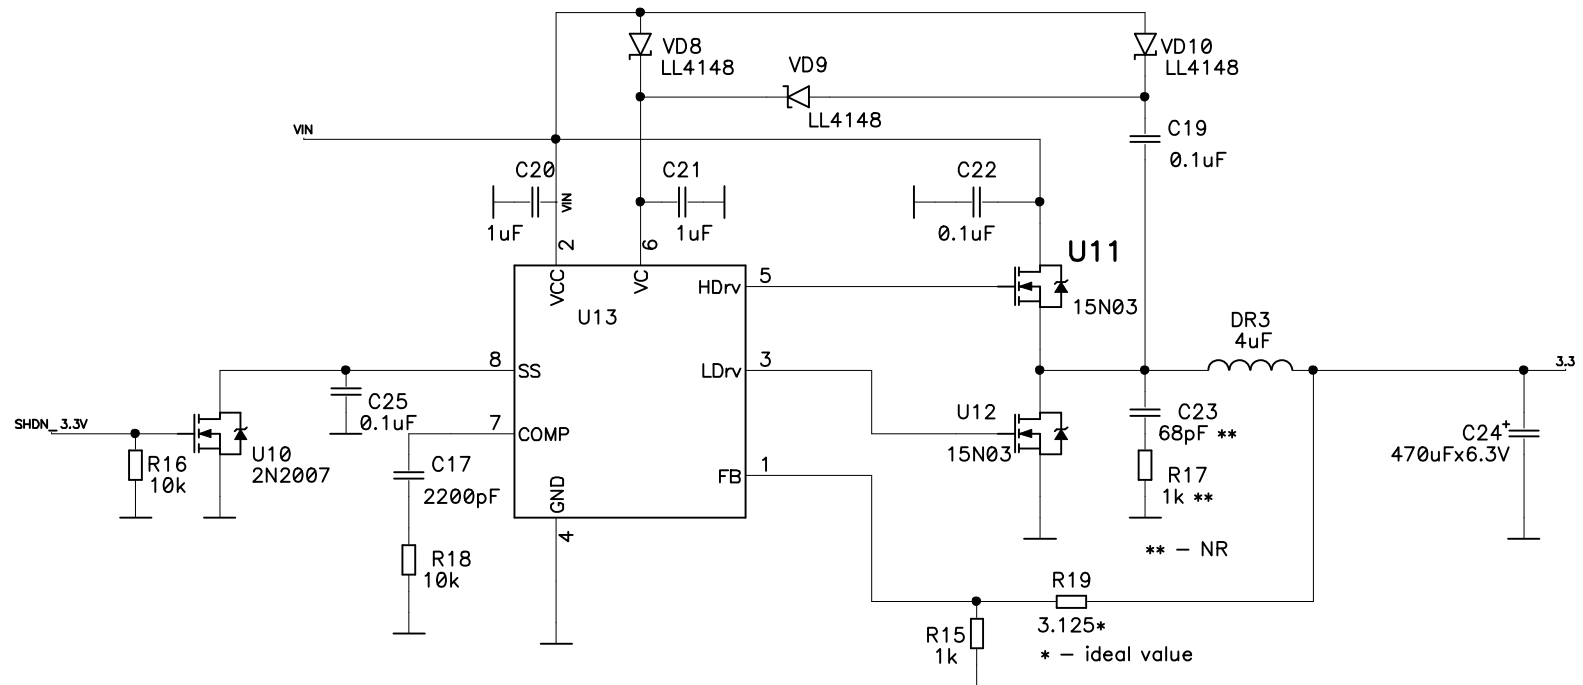 VD8
LL4148
VD9
LL4148
VD10
LL4148
C19
0.1uF
VIN
C20
1uF
VIN
2
C21
1uF
6
C22
0.1uF
U11
15N03
VCC
VC
HDrv
5
U13
8
SS
LDrv
3
DR3
4uF
3.3
C25
0.1uF
SHDN_3.3V
R16
10k
U10
2N2007
7
COMP
C17
2200pF
FB
1
GND
4
R18
10k
U12
15N03
C23
68pF **
R17
1k **
** – NR
C24
+
470uFx6.3V
R19
3.125*
* – ideal value
R15
1k